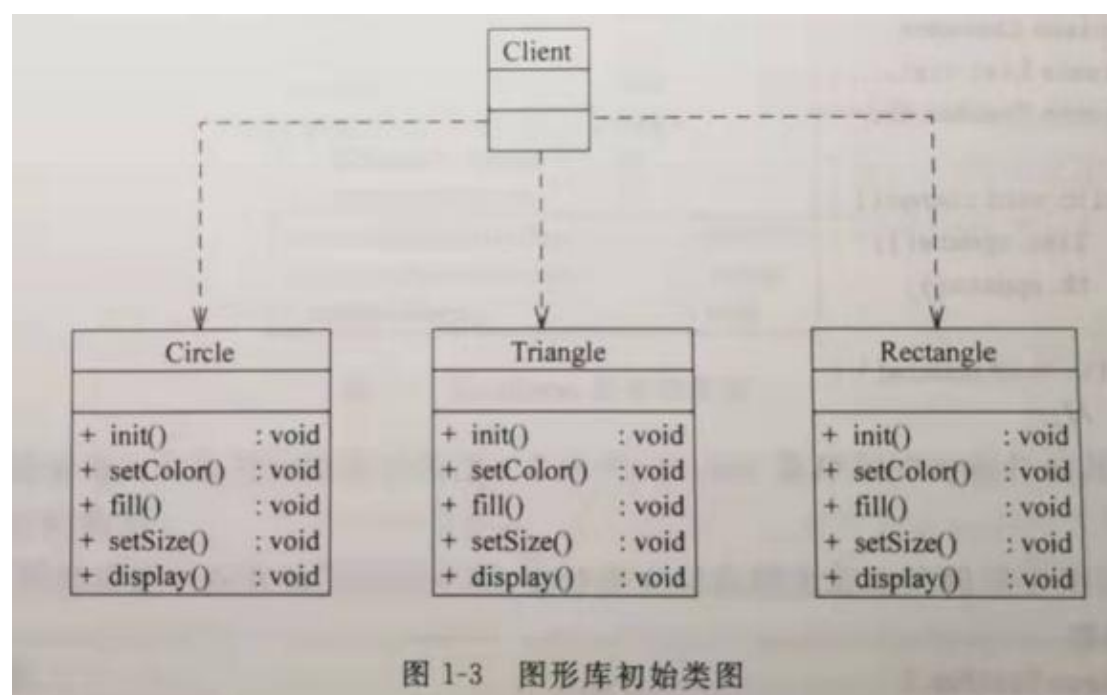 Client
Circle
+ init() : void
+ setColor() : void
+ fill() : void
+ setSize() : void
+ display() : void
Triangle
+ init() : void
+ setColor() : void
+ fill() : void
+ setSize() : void
+ display() : void
Rectangle
+ init() : void
+ setColor() : void
+ fill() : void
+ setSize() : void
+ display() : void
图 1-3 图形库初始类图